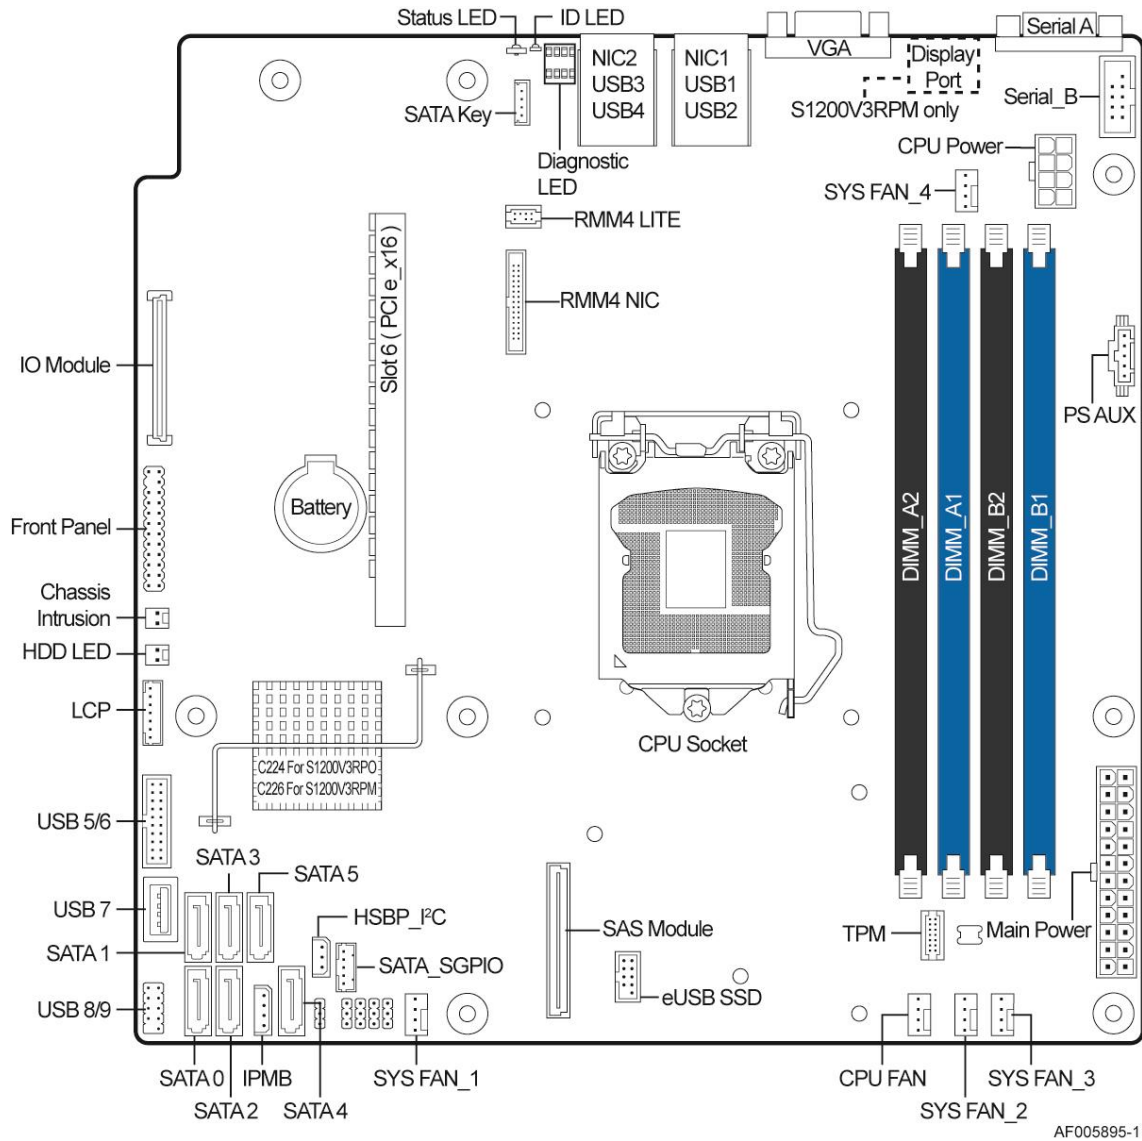 Status LED
ID LED
VGA
Serial A
NIC2
USB3
USB4
NIC1
USB1
USB2
Display
Port
S1200V3RPM only
Serial_B
SATA Key
Diagnostic
LED
CPU Power
SYS FAN_4
RMM4 LITE
RMM4 NIC
Slot 6 ( PCI e_x16 )
IO Module
PS AUX
Battery
Front Panel
DIMM_A2
DIMM_A1
DIMM_B2
DIMM_B1
Chassis
Intrusion
HDD LED
LCP
CPU Socket
C224 For S1200V3RPO
C226 For S1200V3RPM
USB 5/6
SATA 3
SATA 5
USB 7
HSBP_I²C
SATA 1
SATA_SGPIO
SAS Module
TPM
Main Power
USB 8/9
eUSB SSD
SATA 0
IPMB
SYS FAN_1
CPU FAN
SYS FAN_3
SATA 2
SATA 4
SYS FAN_2
AF005895-1